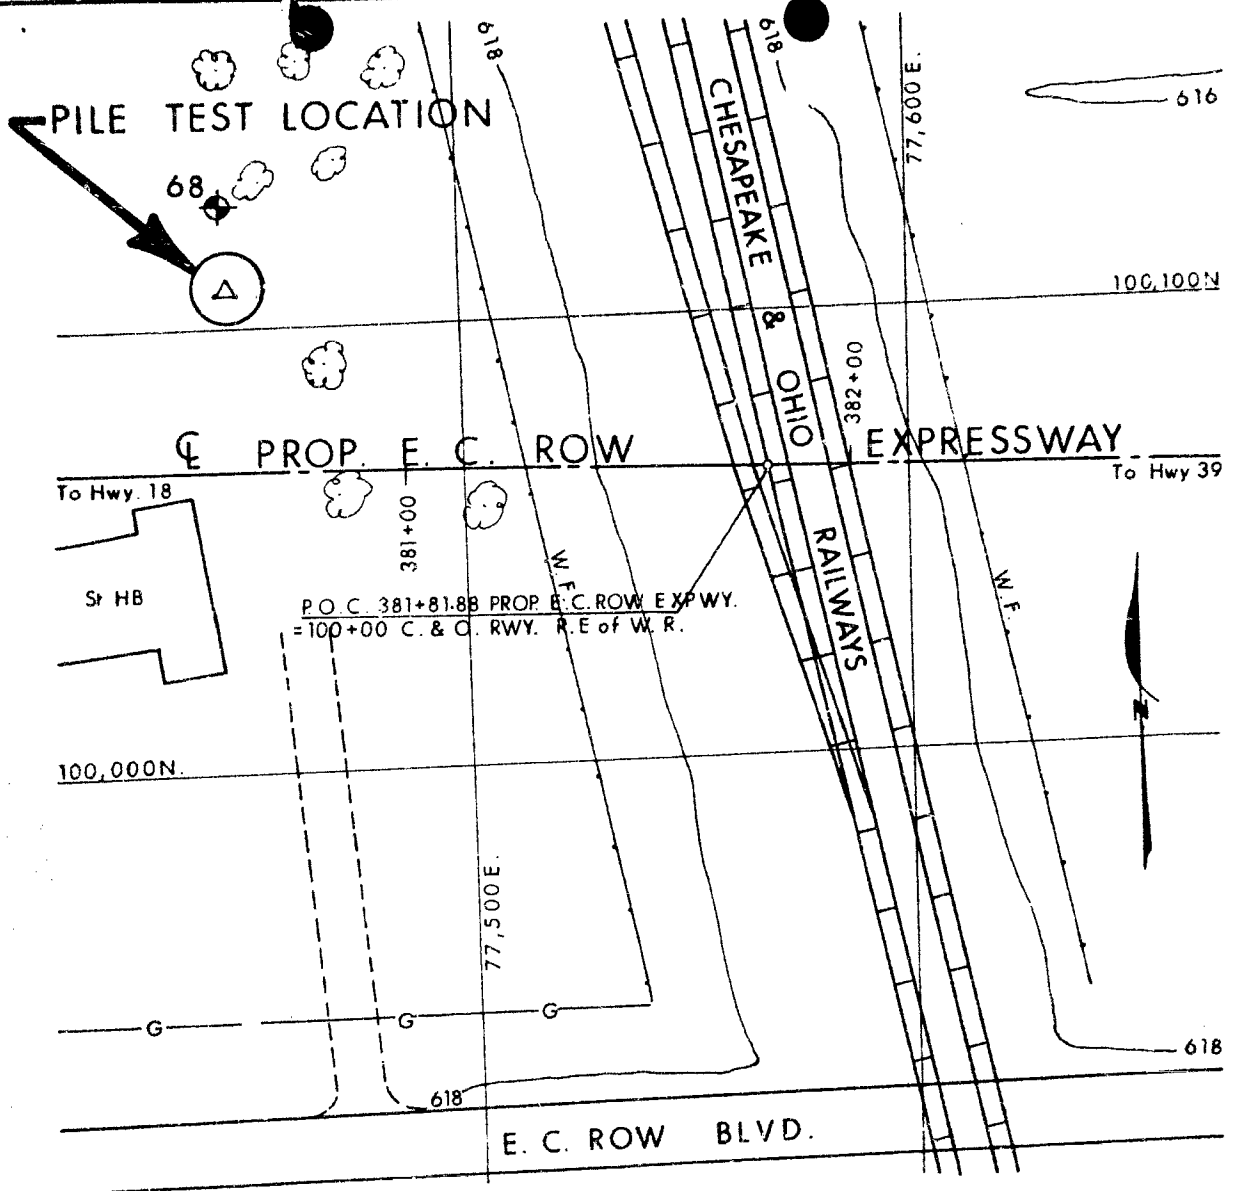 618
618
77,600 E.
616
PILE TEST LOCATION
68
CHESAPEAKE & OHIO RAILWAYS
100,100N
382+00
℄ PROP. E. C. ROW EXPRESSWAY
To Hwy. 18
To Hwy 39
381+00
W. F.
W. F.
St HB
P.O.C. 381+81.88 PROP. E.C. ROW EXPWY.
=100+00 C. & O. RWY. R.E of W. R.
N
100,000N.
77,500 E.
G
G
G
618
618
E. C. ROW BLVD.